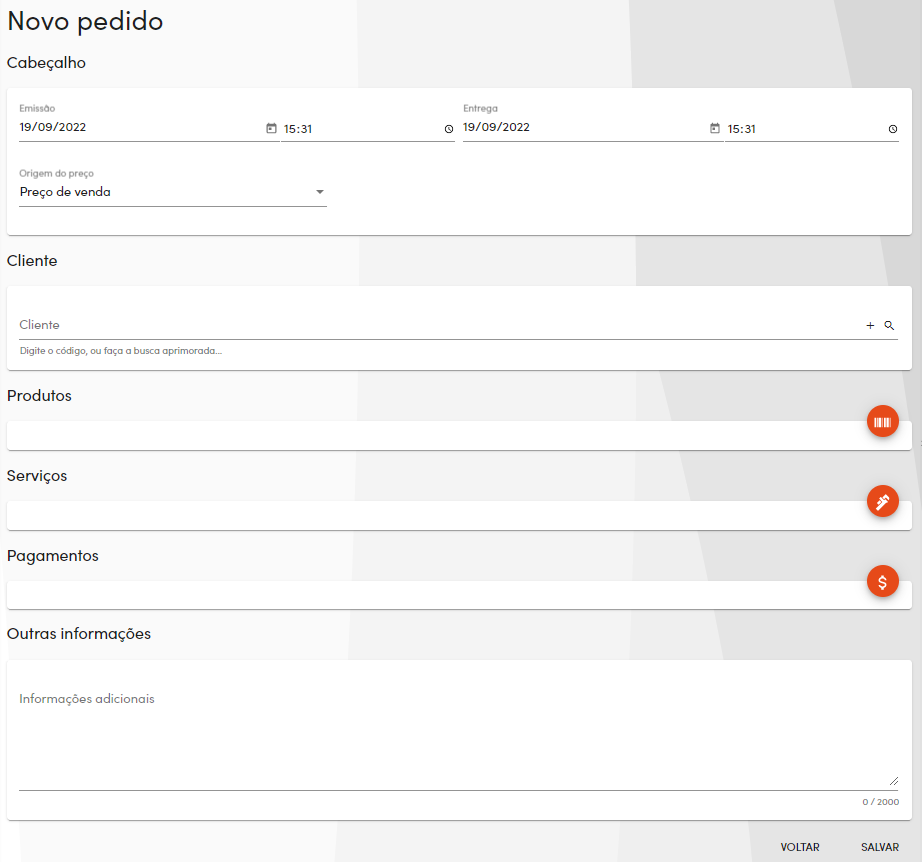 Novo pedido
Cabeçalho
Emissão
19/09/2022 15:31
Entrega
19/09/2022 15:31
Origem do preço
Preço de venda
Cliente
Cliente
Digite o código, ou faça a busca aprimorada...
Produtos
Serviços
Pagamentos
Outras informações
Informações adicionais
0 / 2000
VOLTAR SALVAR